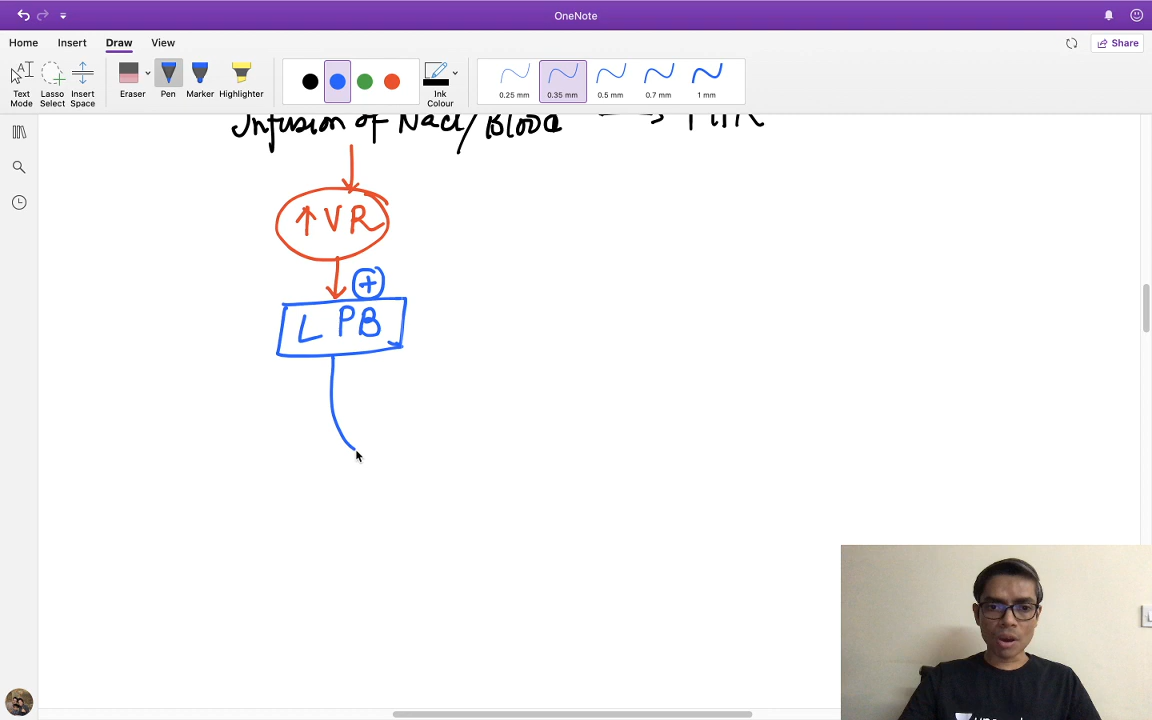 OneNote
Home Insert Draw View
Share
Text Mode
Lasso Select
Insert Space
Eraser
Pen
Marker
Highlighter
Ink Colour
0.25 mm
0.35 mm
0.5 mm
0.7 mm
1 mm
Infusion of Nacl/Blood → ↑HR
↑ VR
+
LPB